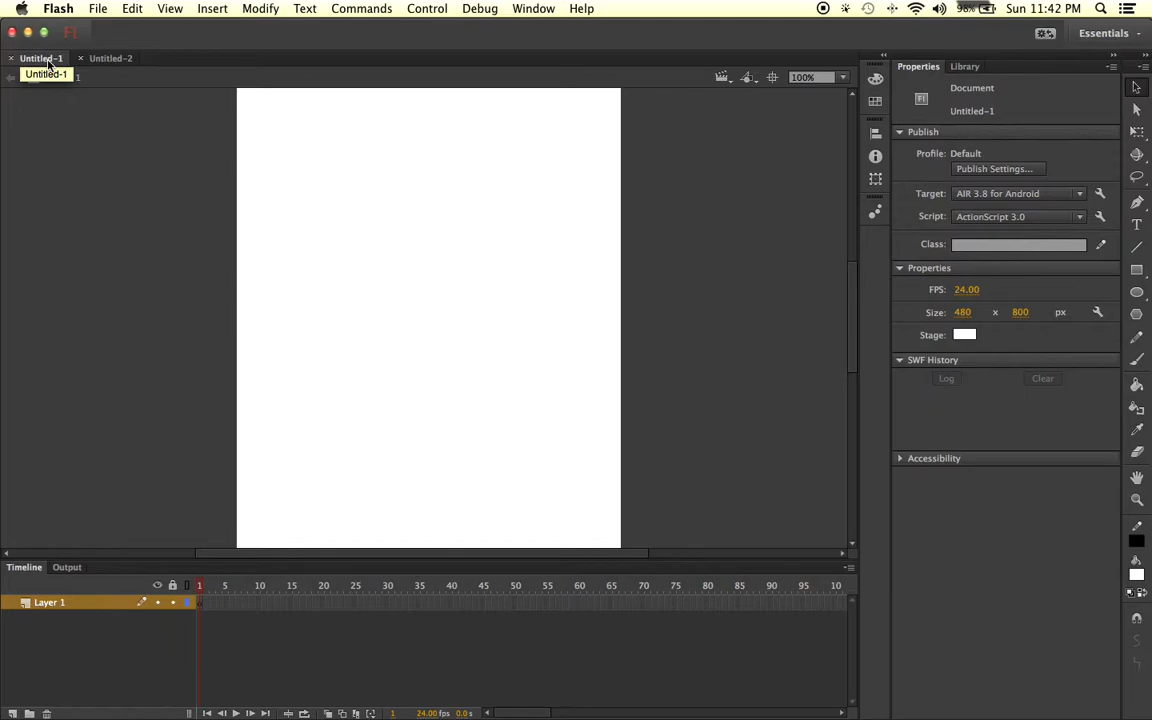 Flash File Edit View Insert Modify Text Commands Control Debug Window Help 98% Sun 11:42 PM
Fl Essentials
× Untitled-1 × Untitled-2
Untitled-1 1 100%
Properties Library
Fl Document
Untitled-1
Publish
Profile: Default
Publish Settings...
Target: AIR 3.8 for Android
Script: ActionScript 3.0
Class:
Properties
FPS: 24.00
Size: 480 x 800 px
Stage:
SWF History
Log Clear
Accessibility
T
Timeline Output
1 5 10 15 20 25 30 35 40 45 50 55 60 65 70 75 80 85 90 95 10
Layer 1
1 24.00 fps 0.0 s